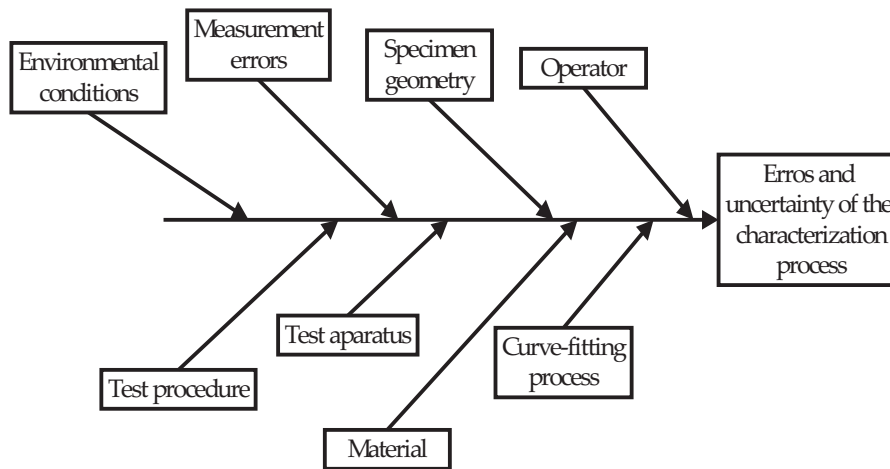 Environmental
conditions
Measurement
errors
Specimen
geometry
Operator
Erros and
uncertainty of the
characterization
process
Test procedure
Test aparatus
Material
Curve-fitting
process